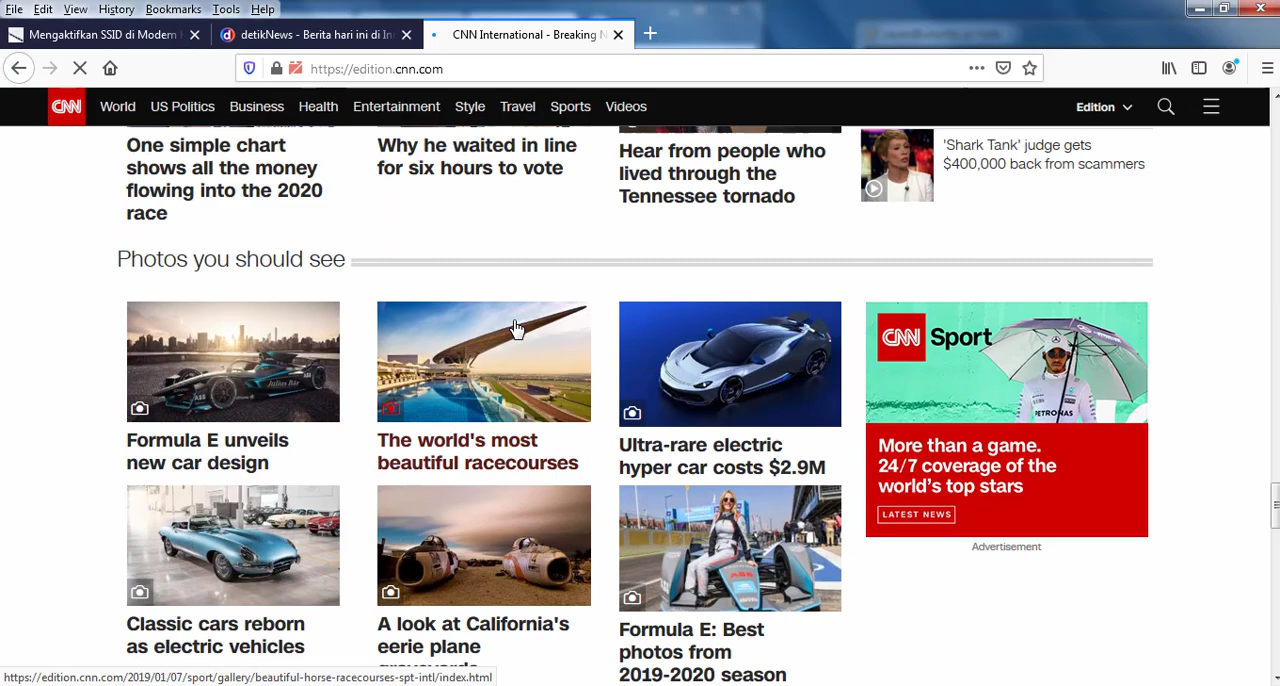 File Edit View History Bookmarks Tools Help
Mengaktifkan SSID di Modem
detikNews - Berita hari ini di In
CNN International - Breaking N
https://edition.cnn.com
CNN World US Politics Business Health Entertainment Style Travel Sports Videos Edition
One simple chart
shows all the money
flowing into the 2020
race
Why he waited in line
for six hours to vote
Hear from people who
lived through the
Tennessee tornado
'Shark Tank' judge gets
$400,000 back from scammers
Photos you should see
Formula E unveils
new car design
The world's most
beautiful racecourses
Ultra-rare electric
hyper car costs $2.9M
CNN Sport
PETRONAS
More than a game.
24/7 coverage of the
world's top stars
LATEST NEWS
Advertisement
Classic cars reborn
as electric vehicles
A look at California's
eerie plane
graveyards
Formula E: Best
photos from
2019-2020 season
https://edition.cnn.com/2019/01/07/sport/gallery/beautiful-horse-racecourses-spt-intl/index.html